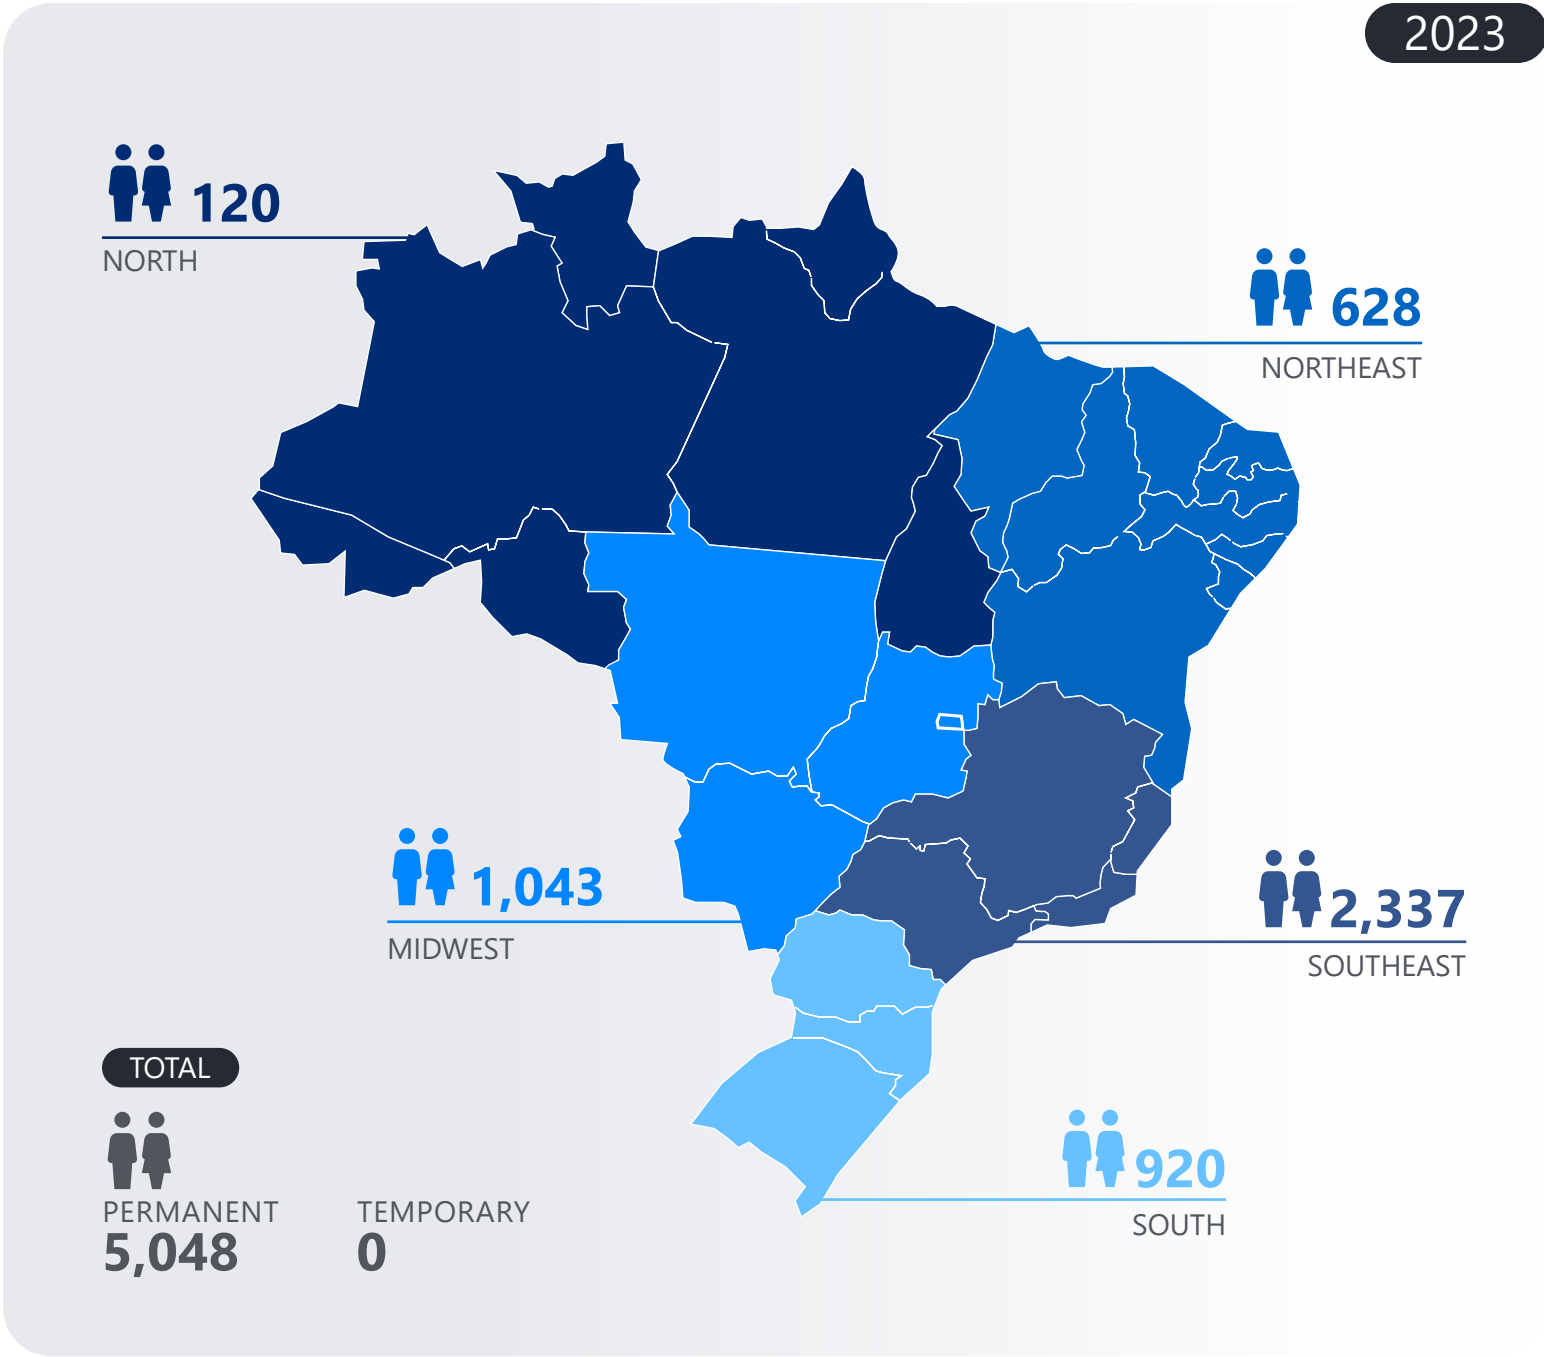 2023
120
NORTH
628
NORTHEAST
1,043
MIDWEST
2,337
SOUTHEAST
920
SOUTH
TOTAL
PERMANENT
5,048
TEMPORARY
0